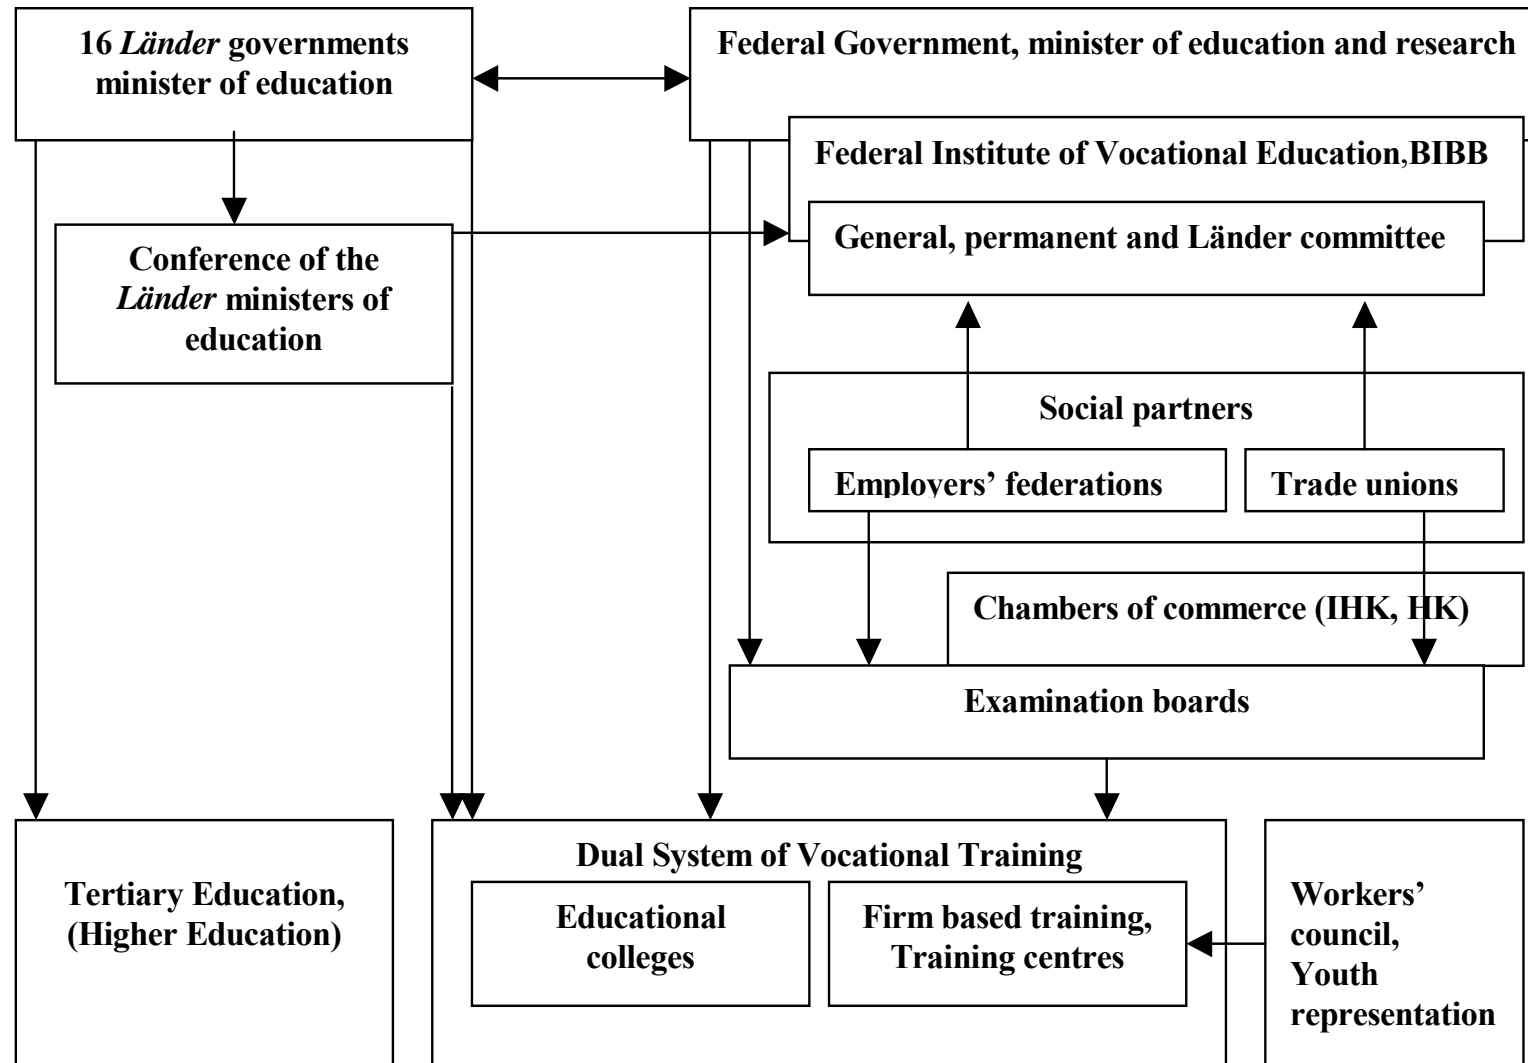 16 Länder governments
minister of education
Federal Government, minister of education and research
Federal Institute of Vocational Education,BIBB
General, permanent and Länder committee
Conference of the
Länder ministers of
education
Social partners
Employers’ federations
Trade unions
Chambers of commerce (IHK, HK)
Examination boards
Tertiary Education,
(Higher Education)
Dual System of Vocational Training
Educational
colleges
Firm based training,
Training centres
Workers’
council,
Youth
representation